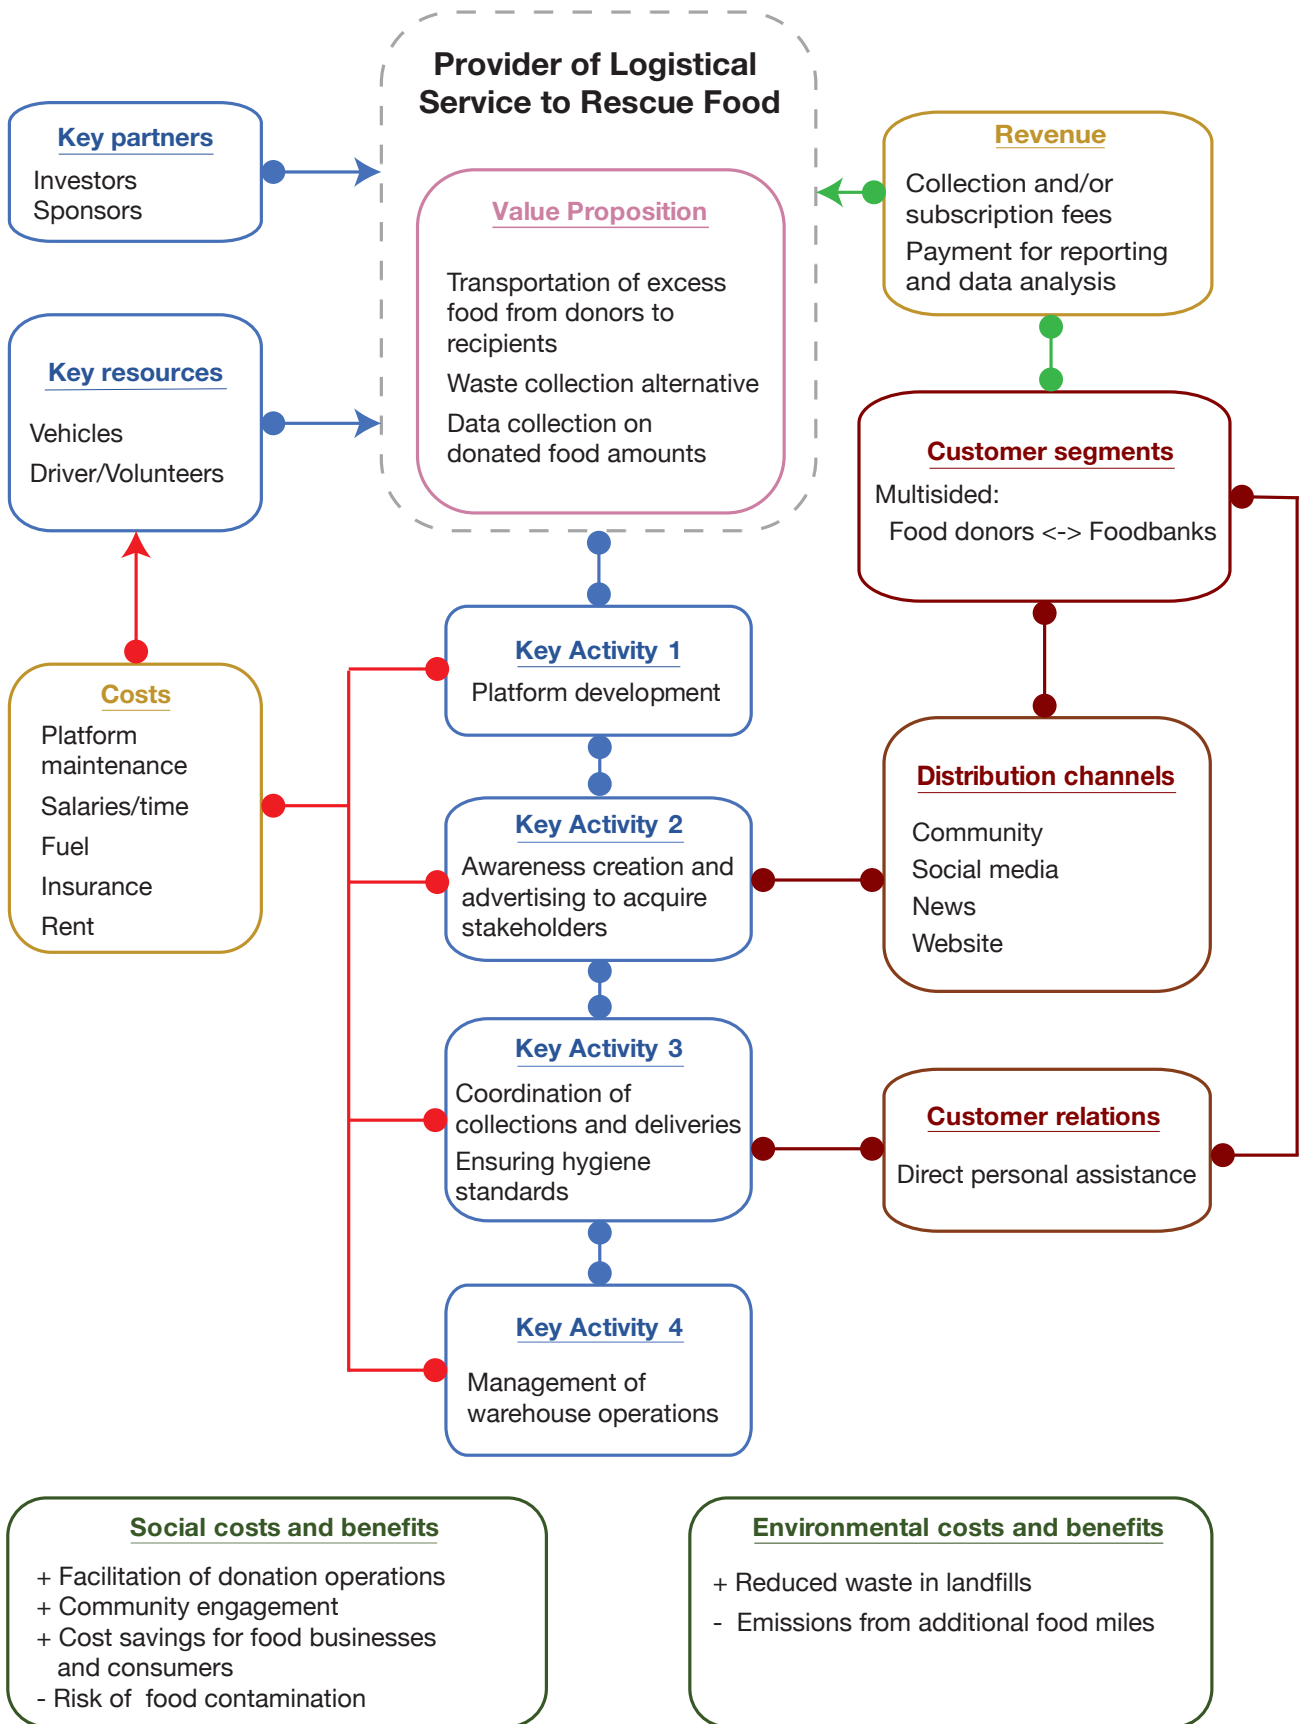 Provider of Logistical
Service to Rescue Food
Key partners
Investors
Sponsors
Value Proposition
Transportation of excess
food from donors to
recipients
Waste collection alternative
Data collection on
donated food amounts
Revenue
Collection and/or
subscription fees
Payment for reporting
and data analysis
Key resources
Vehicles
Driver/Volunteers
Customer segments
Multisided:
Food donors <-> Foodbanks
Costs
Platform
maintenance
Salaries/time
Fuel
Insurance
Rent
Key Activity 1
Platform development
Key Activity 2
Awareness creation and
advertising to acquire
stakeholders
Distribution channels
Community
Social media
News
Website
Key Activity 3
Coordination of
collections and deliveries
Ensuring hygiene
standards
Customer relations
Direct personal assistance
Key Activity 4
Management of
warehouse operations
Social costs and benefits
+ Facilitation of donation operations
+ Community engagement
+ Cost savings for food businesses
and consumers
- Risk of food contamination
Environmental costs and benefits
+ Reduced waste in landfills
- Emissions from additional food miles